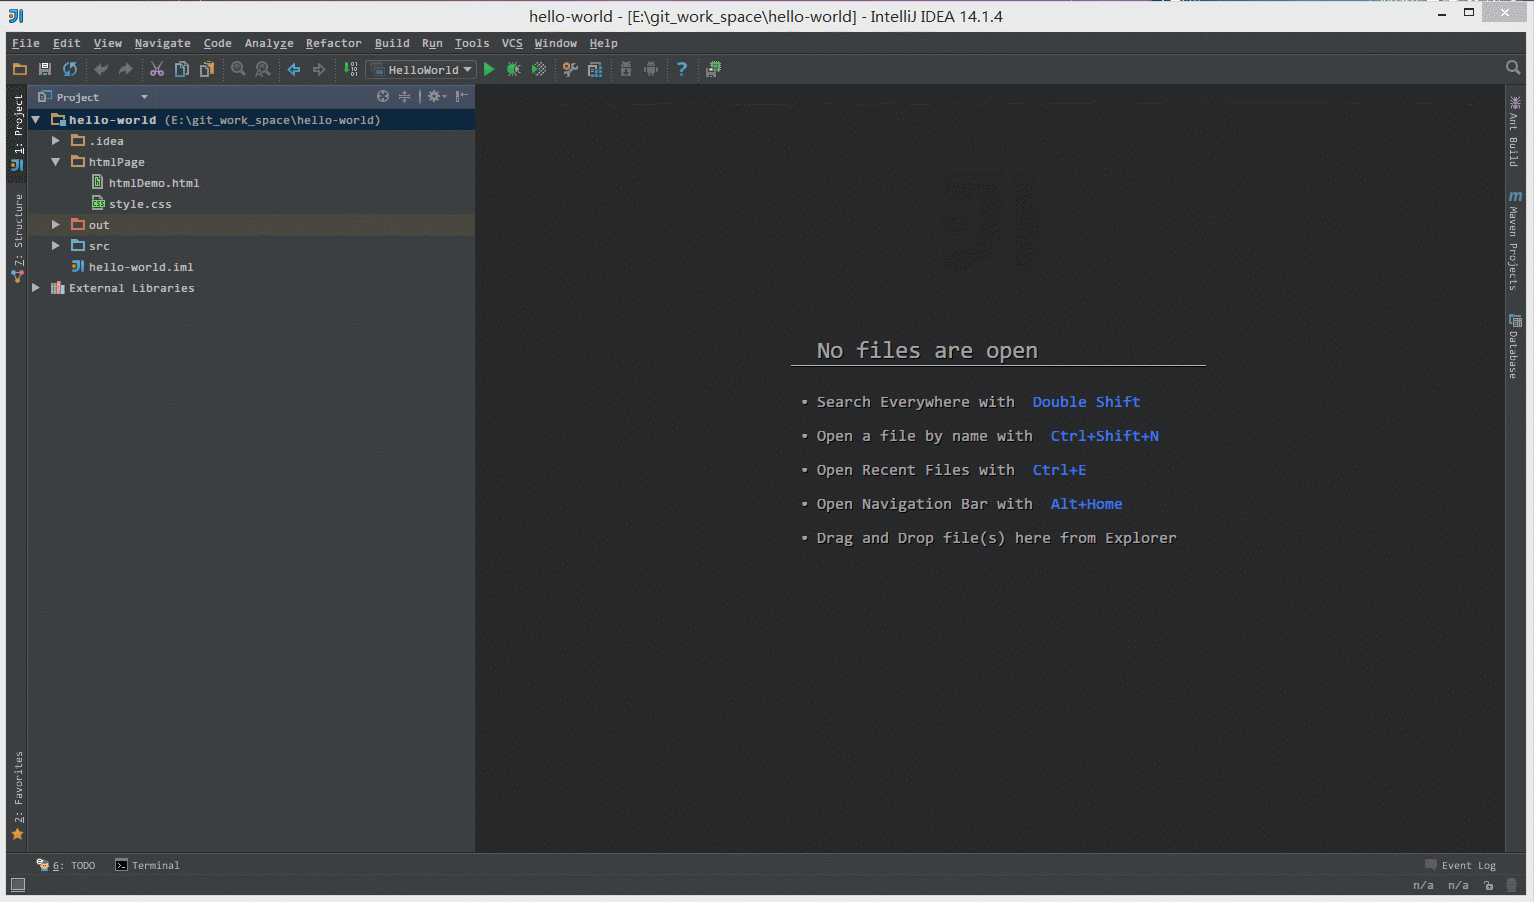 hello-world - [E:\git_work_space\hello-world] - IntelliJ IDEA 14.1.4
File Edit View Navigate Code Analyze Refactor Build Run Tools VCS Window Help
HelloWorld
Project
hello-world (E:\git_work_space\hello-world)
.idea
htmlPage
htmlDemo.html
style.css
out
src
hello-world.iml
External Libraries
1: Project
7: Structure
2: Favorites
No files are open
• Search Everywhere with Double Shift
• Open a file by name with Ctrl+Shift+N
• Open Recent Files with Ctrl+E
• Open Navigation Bar with Alt+Home
• Drag and Drop file(s) here from Explorer
Ant Build
Maven Projects
Database
6: TODO Terminal
Event Log
n/a n/a